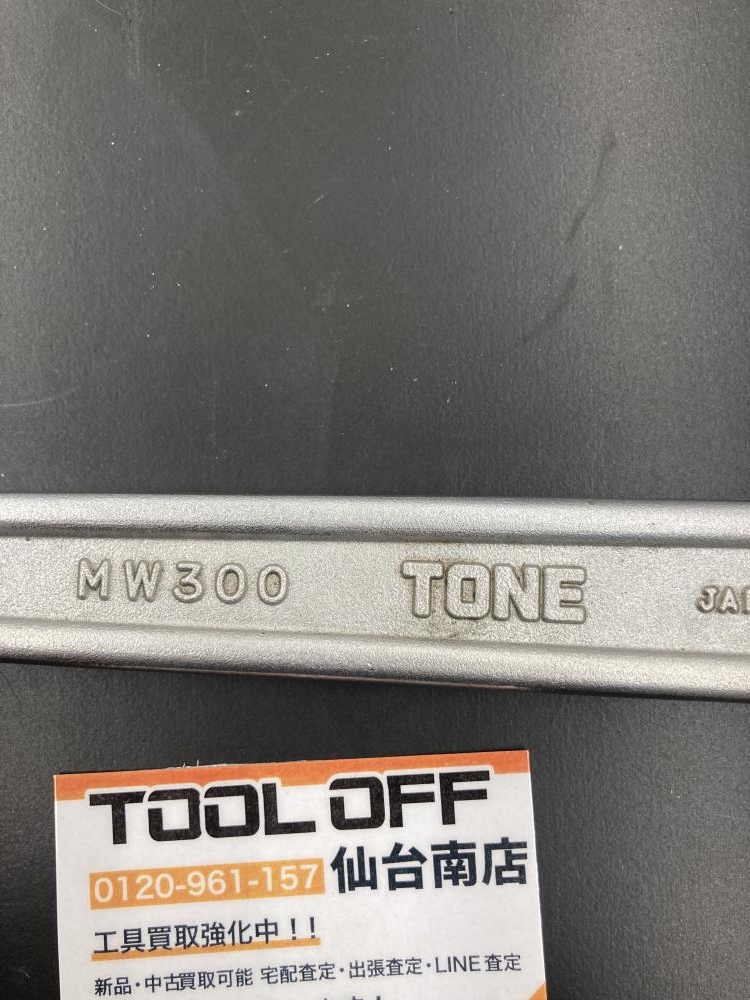 MW300 TONE JAP
TOOL OFF
0120-961-157 仙台南店
工具買取強化中!!
新品・中古買取可能 宅配査定・出張査定・LINE査定